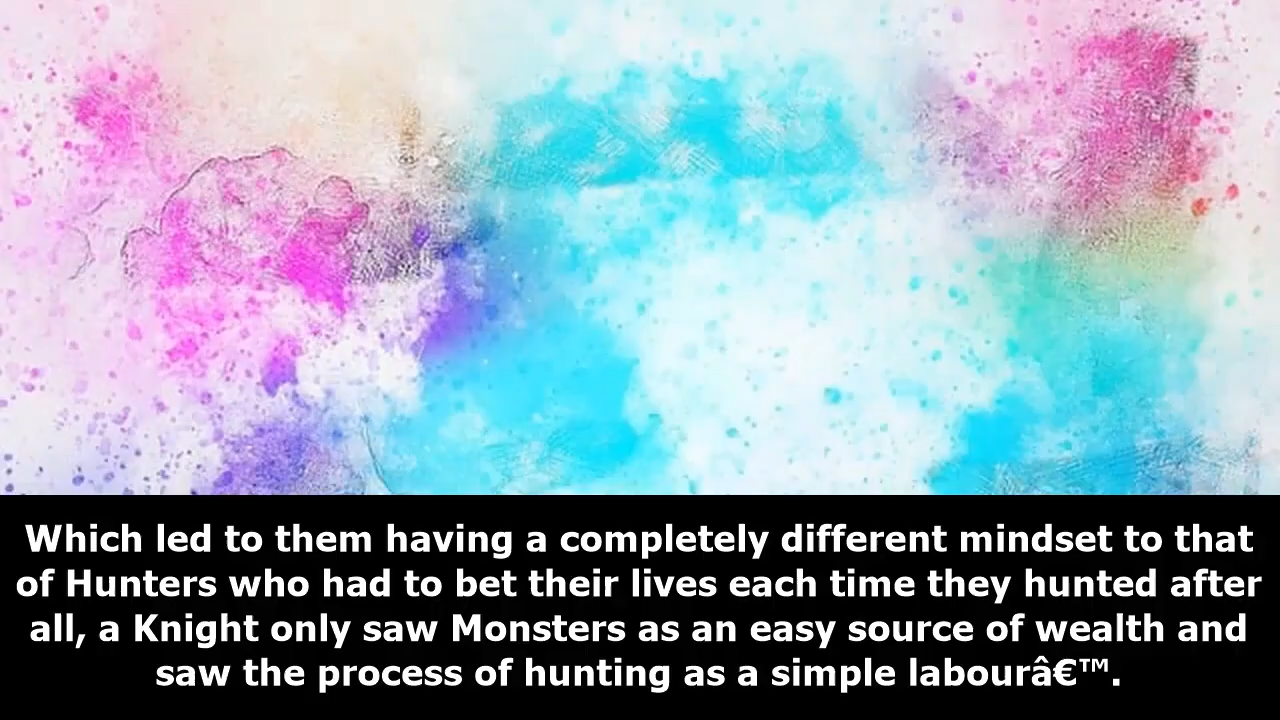 Which led to them having a completely different mindset to that
of Hunters who had to bet their lives each time they hunted after
all, a Knight only saw Monsters as an easy source of wealth and
saw the process of hunting as a simple labourâ€™.